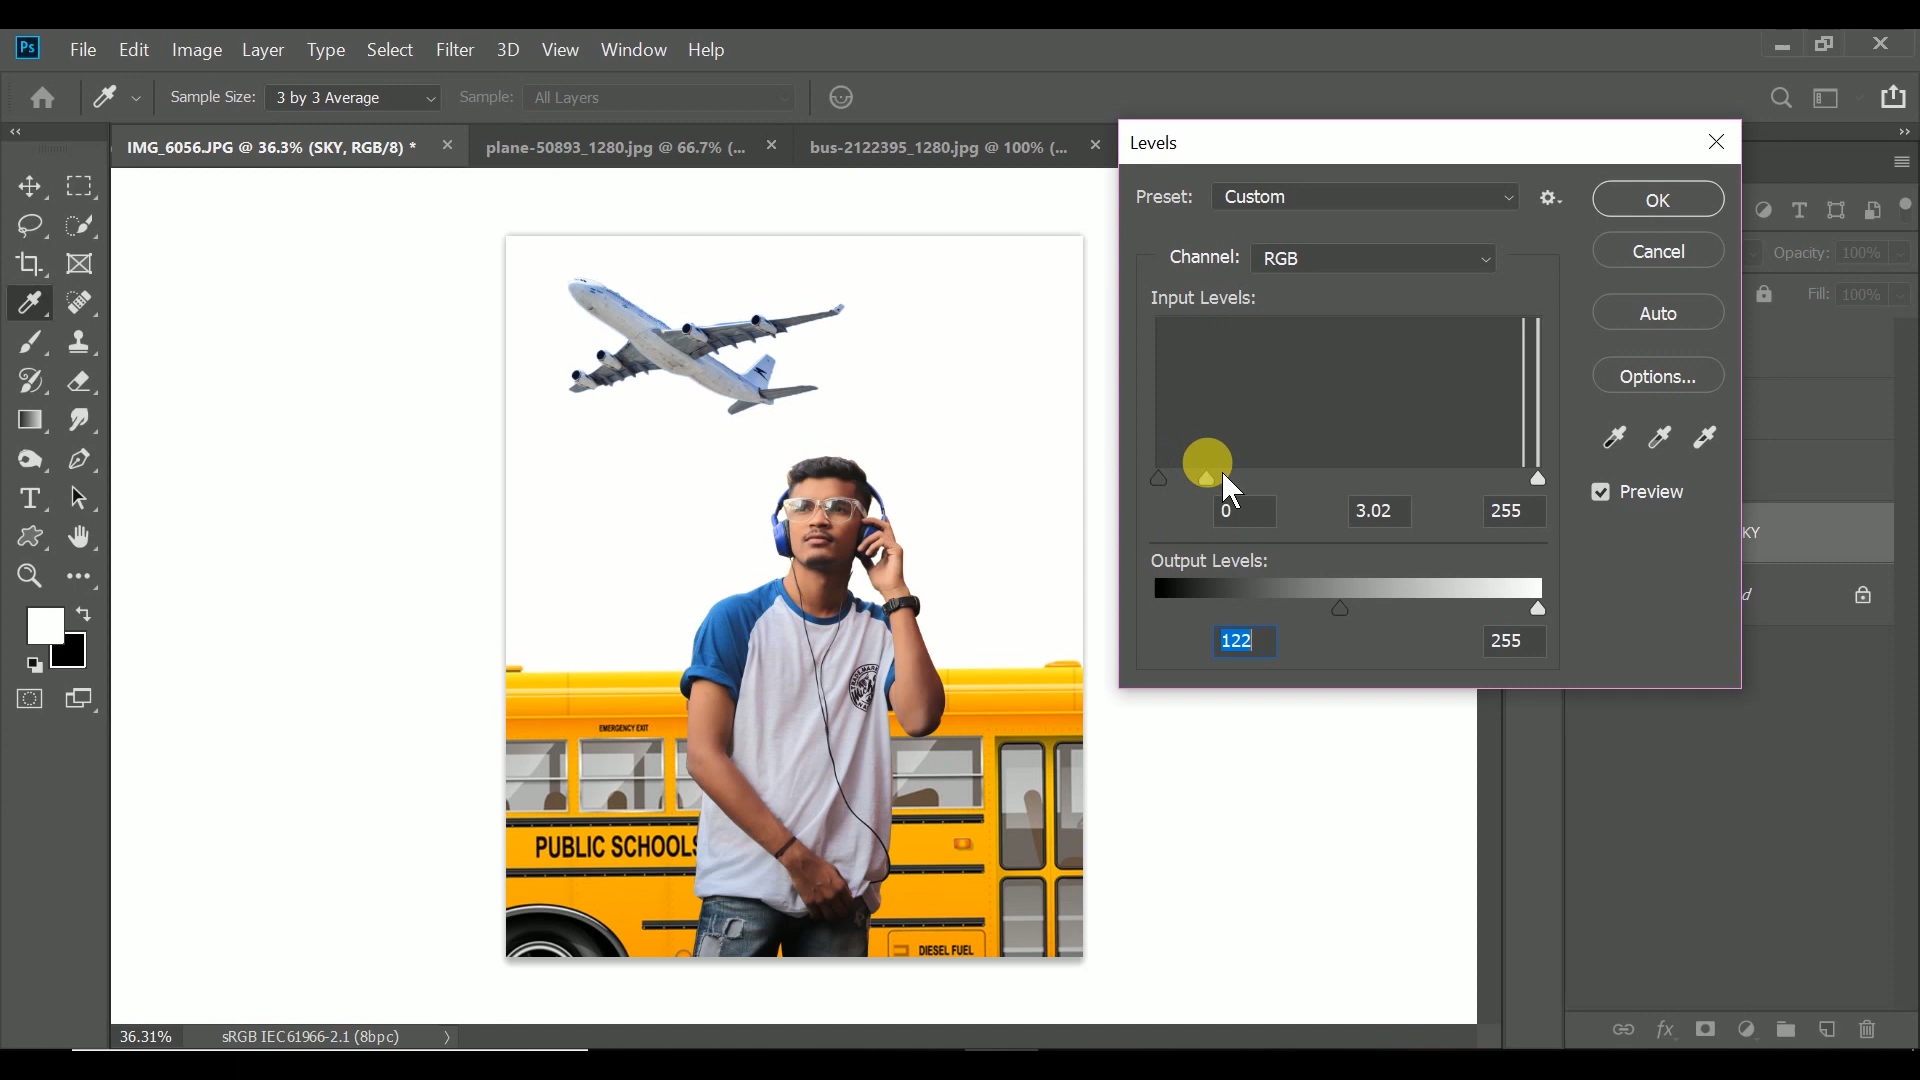 Ps File Edit Image Layer Type Select Filter 3D View Window Help
Sample Size: 3 by 3 Average Sample: All Layers
IMG_6056.JPG @ 36.3% (SKY, RGB/8) * plane-50893_1280.jpg @ 66.7% (... bus-2122395_1280.jpg @ 100% (...
Levels
Preset: Custom
OK
Channel: RGB
Cancel
Opacity: 100%
Input Levels:
Auto
Fill: 100%
Options...
Preview
0 3.02 255
KY
Output Levels:
d
122 255
EMERGENCY EXIT
PUBLIC SCHOOLS
DIESEL FUEL
36.31% sRGB IEC61966-2.1 (8bpc)